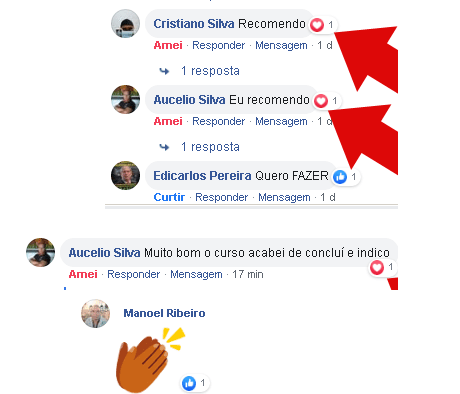 Cristiano Silva Recomendo 1
Amei · Responder · Mensagem · 1 d
1 resposta
Aucelio Silva Eu recomendo 1
Amei · Responder · Mensagem · 1 d
1 resposta
Edicarlos Pereira Quero FAZER 1
Curtir · Responder · Mensagem · 1 d
Aucelio Silva Muito bom o curso acabei de concluí e indico
Amei · Responder · Mensagem · 17 min 1
Manoel Ribeiro
1